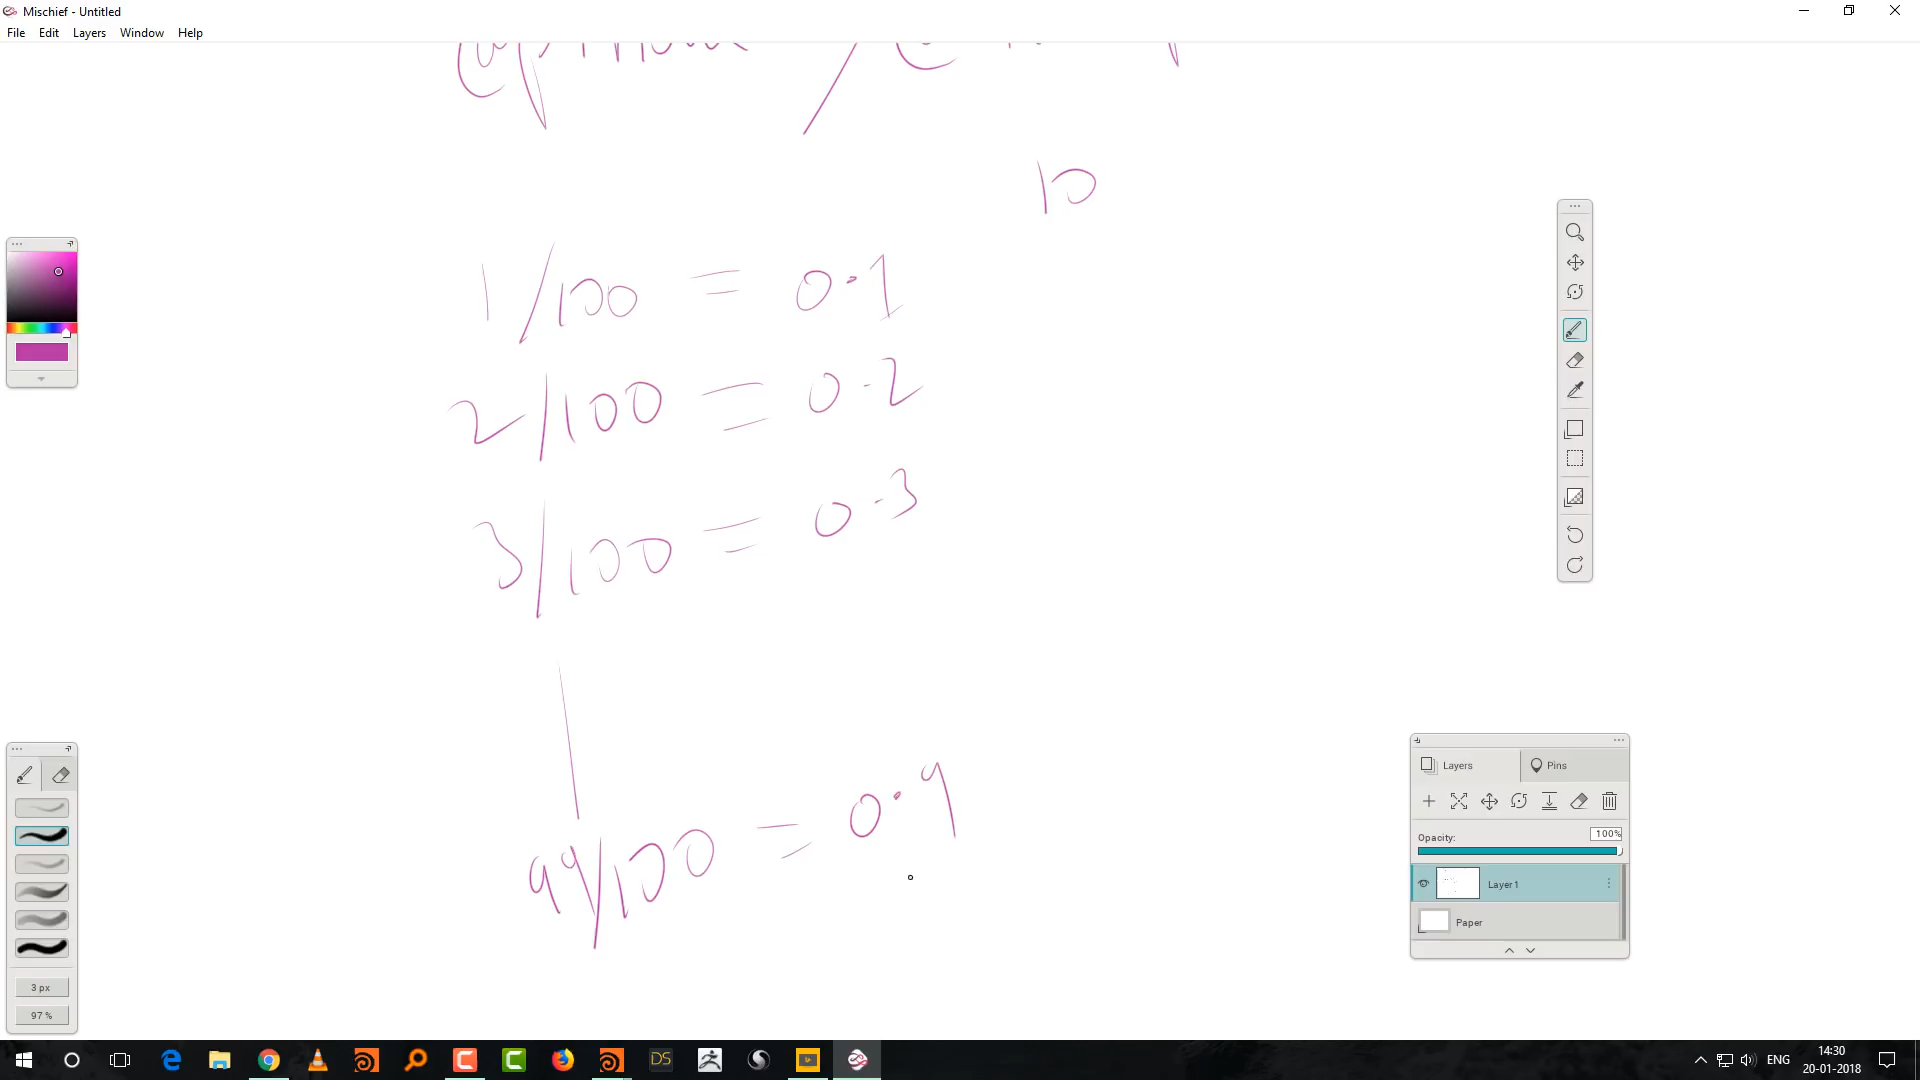 Mischief - Untitled
File Edit Layers Window Help
10
1/100 = 0.1
2/100 = 0.2
3/100 = 0.3
99/100 = 0.9
3 px
97 %
Layers Pins
Opacity: 100%
Layer1
Paper
DS
ENG
14:30
20-01-2018